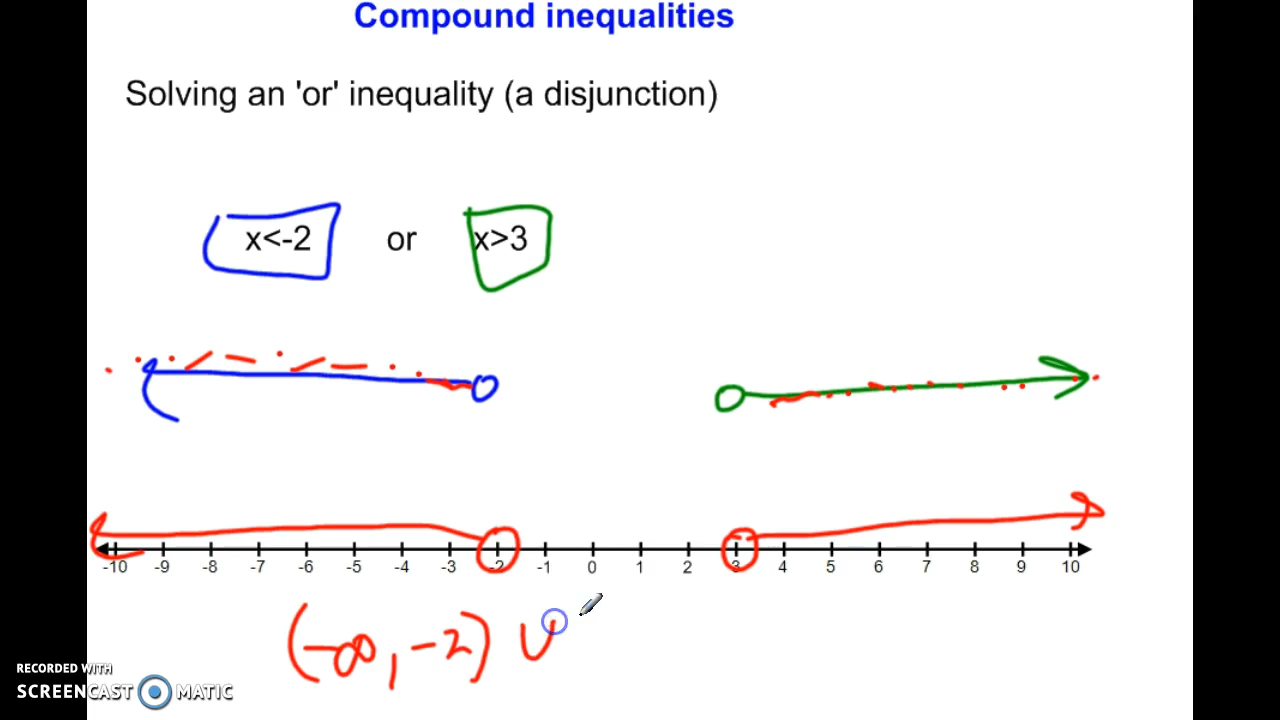 Compound inequalities
Solving an 'or' inequality (a disjunction)
x<-2 or x>3
-10 -9 -8 -7 -6 -5 -4 -3 -2 -1 0 1 2 3 4 5 6 7 8 9 10
(-∞, -2) ∪
RECORDED WITH
SCREENCAST MATIC